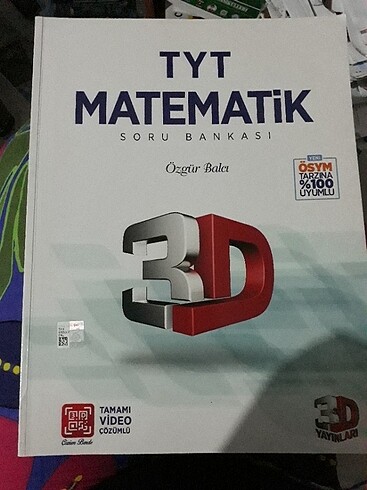 TYT
MATEMATİK
SORU BANKASI
Özgür Balcı
YENİ
ÖSYM
TARZINA
%100
UYUMLU
3D
TAMAMI
VİDEO
ÇÖZÜMLÜ
3D
YAYINLARI